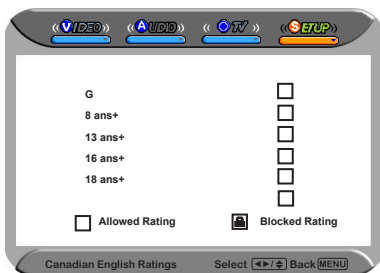 VIDEO AUDIO TV SETUP
G
8 ans+
13 ans+
16 ans+
18 ans+
Allowed Rating Blocked Rating
Canadian English Ratings Select / Back MENU